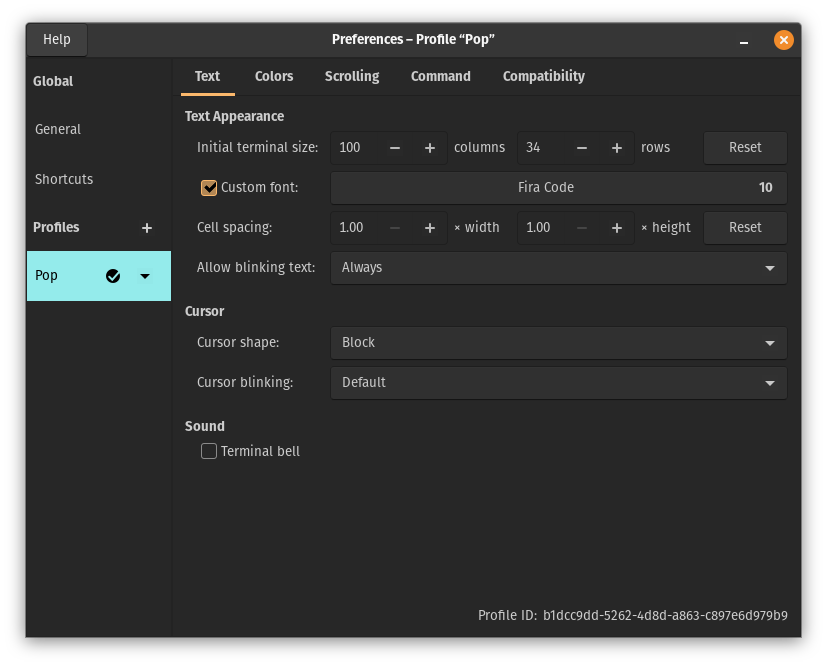 Help
Preferences – Profile “Pop”
Global
General
Shortcuts
Profiles +
Pop
Text Colors Scrolling Command Compatibility
Text Appearance
Initial terminal size: 100 − + columns 34 − + rows Reset
Custom font: Fira Code 10
Cell spacing: 1.00 − + × width 1.00 − + × height Reset
Allow blinking text: Always
Cursor
Cursor shape: Block
Cursor blinking: Default
Sound
Terminal bell
Profile ID: b1dcc9dd-5262-4d8d-a863-c897e6d979b9